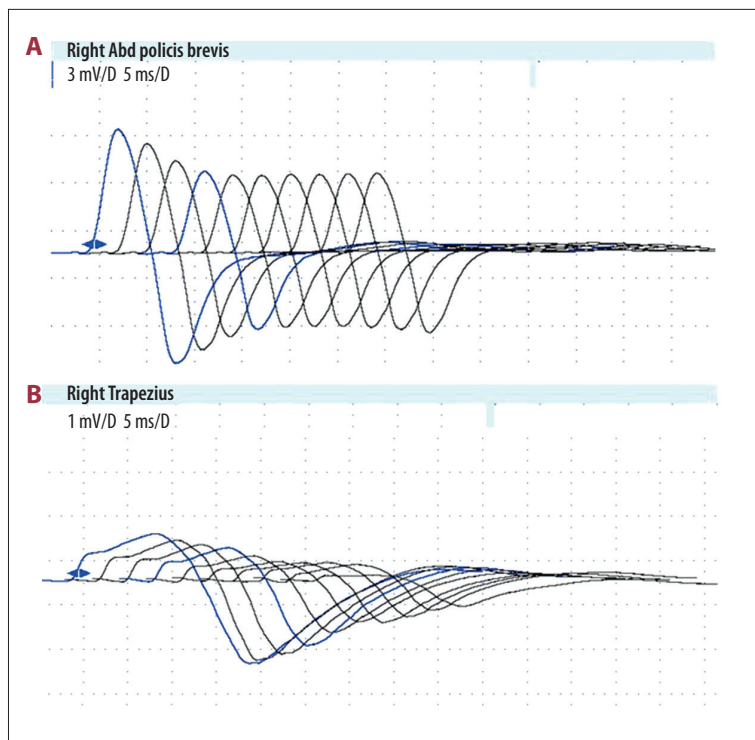 A
Right Abd policis brevis
3 mV/D 5 ms/D
B
Right Trapezius
1 mV/D 5 ms/D